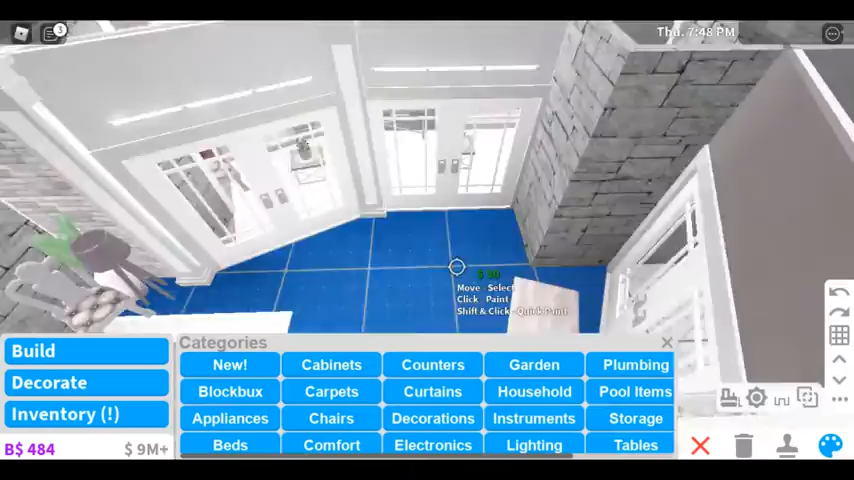 3
Thu. 7:48 PM
$ 30
Move - Select
Click - Paint
Shift & Click - Quick Paint
Build
Decorate
Inventory (!)
B$ 484
$ 9M+
Categories
New!
Cabinets
Counters
Garden
Plumbing
Blockbux
Carpets
Curtains
Household
Pool Items
Appliances
Chairs
Decorations
Instruments
Storage
Beds
Comfort
Electronics
Lighting
Tables